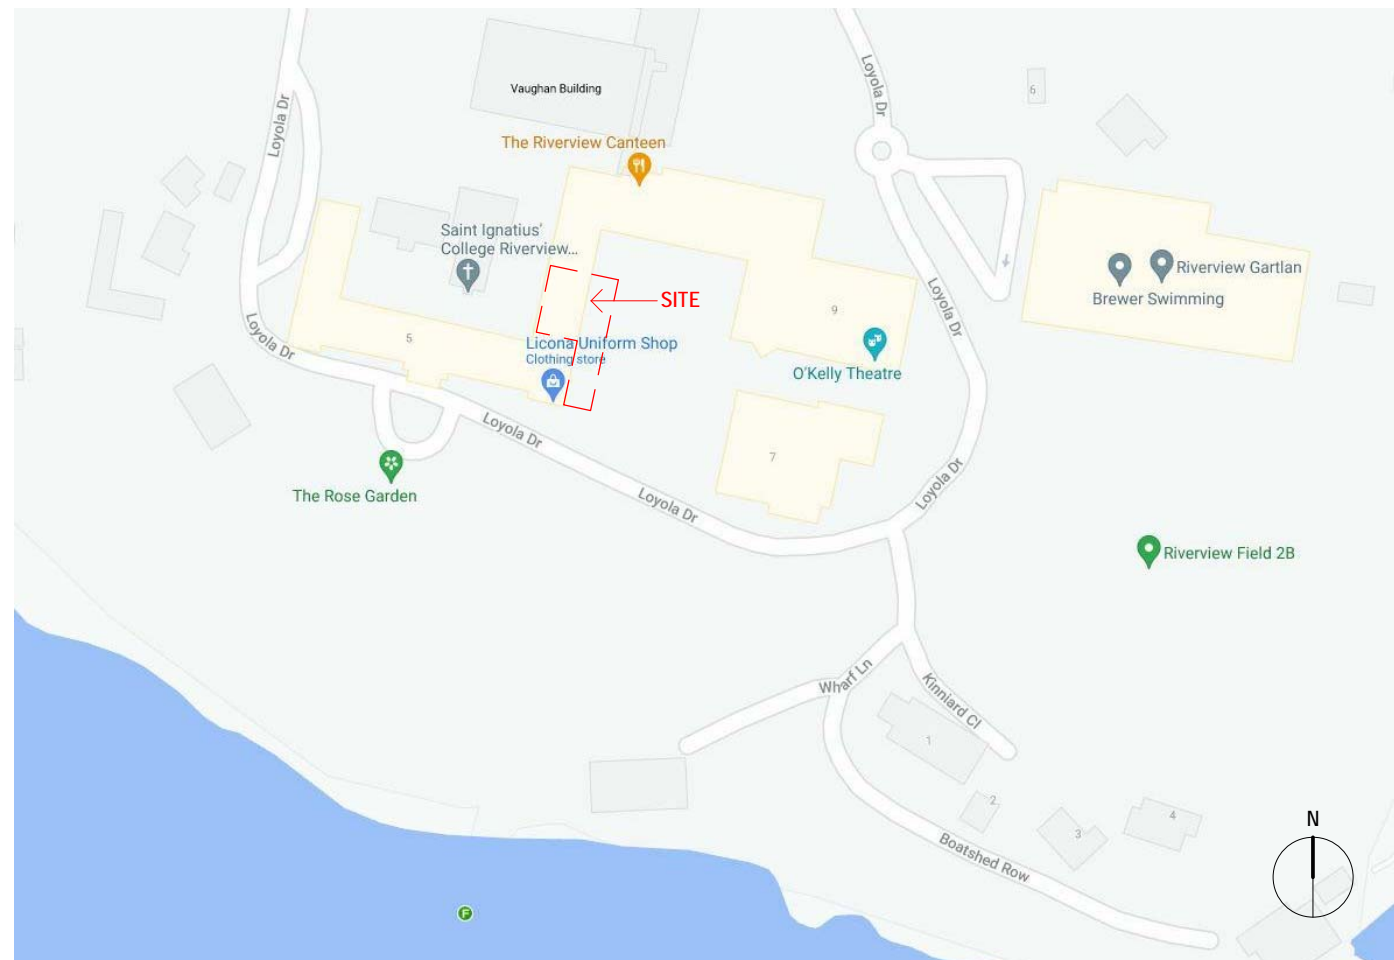 Vaughan Building
The Riverview Canteen
Loyola Dr
Loyola Dr
6
Saint Ignatius'
College Riverview...
SITE
Riverview Gartlan
Brewer Swimming
Loyola Dr
9
Loyola Dr
5
Licona Uniform Shop
Clothing store
O'Kelly Theatre
Loyola Dr
7
The Rose Garden
Loyola Dr
Loyola Dr
Riverview Field 2B
Wharf Ln
Kinniard Cl
1
2
3
4
Boatshed Row
N
F